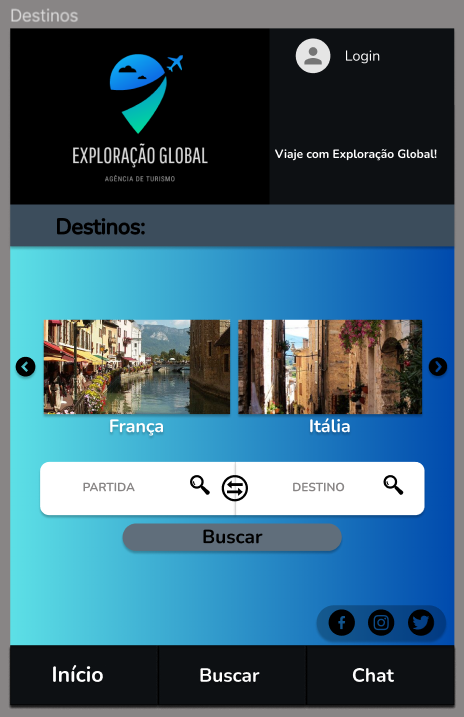 Destinos
Login
EXPLORAÇÃO GLOBAL
AGÊNCIA DE TURISMO
Viaje com Exploração Global!
Destinos:
França
Itália
PARTIDA
DESTINO
Buscar
Início
Buscar
Chat